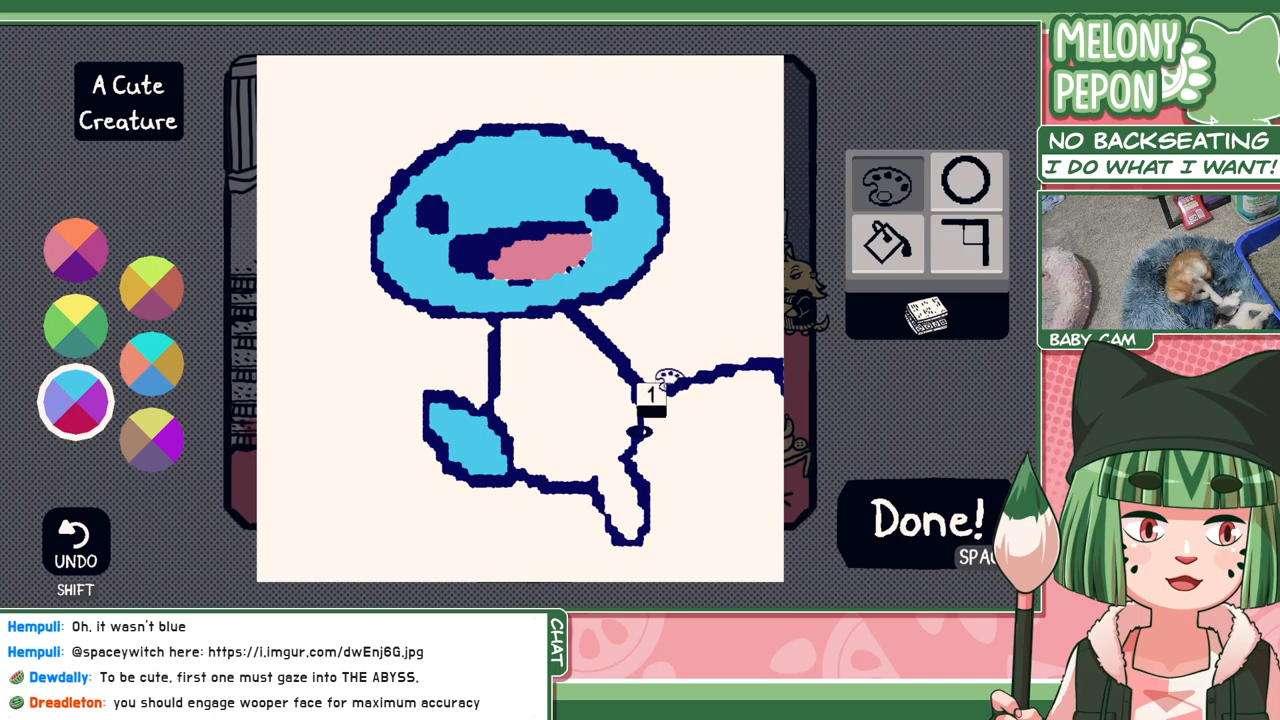 A Cute
Creature
UNDO
SHIFT
1
Done!
SPAC
MELONY
PEPON
NO BACKSEATING
I DO WHAT I WANT!
BABY CAM
CHAT
Hempuli: Oh, it wasn't blue
Hempuli: @spaceywitch here: https://i.imgur.com/dwEnj6G.jpg
Dewdally: To be cute, first one must gaze into THE ABYSS.
Dreadleton: you should engage wooper face for maximum accuracy